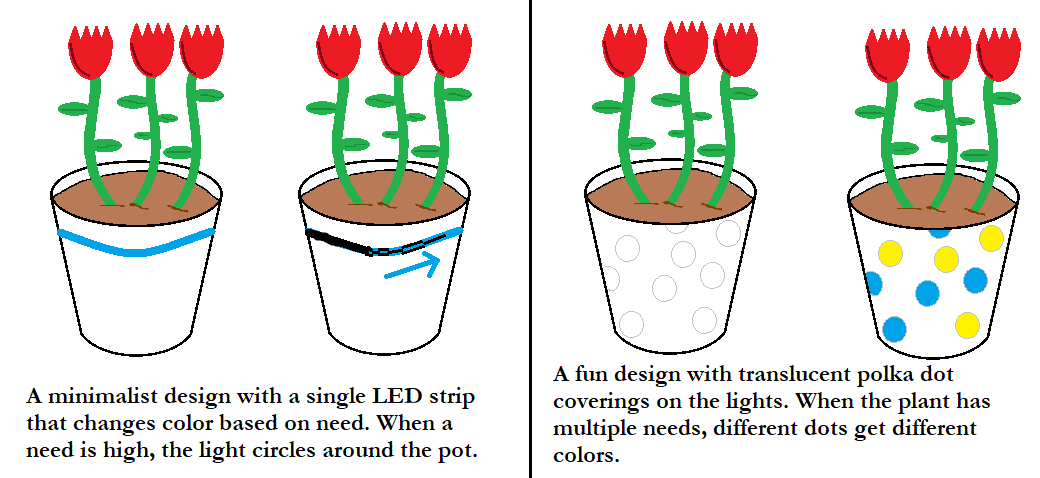 A minimalist design with a single LED strip
that changes color based on need. When a
need is high, the light circles around the pot.
A fun design with translucent polka dot
coverings on the lights. When the plant has
multiple needs, different dots get different
colors.